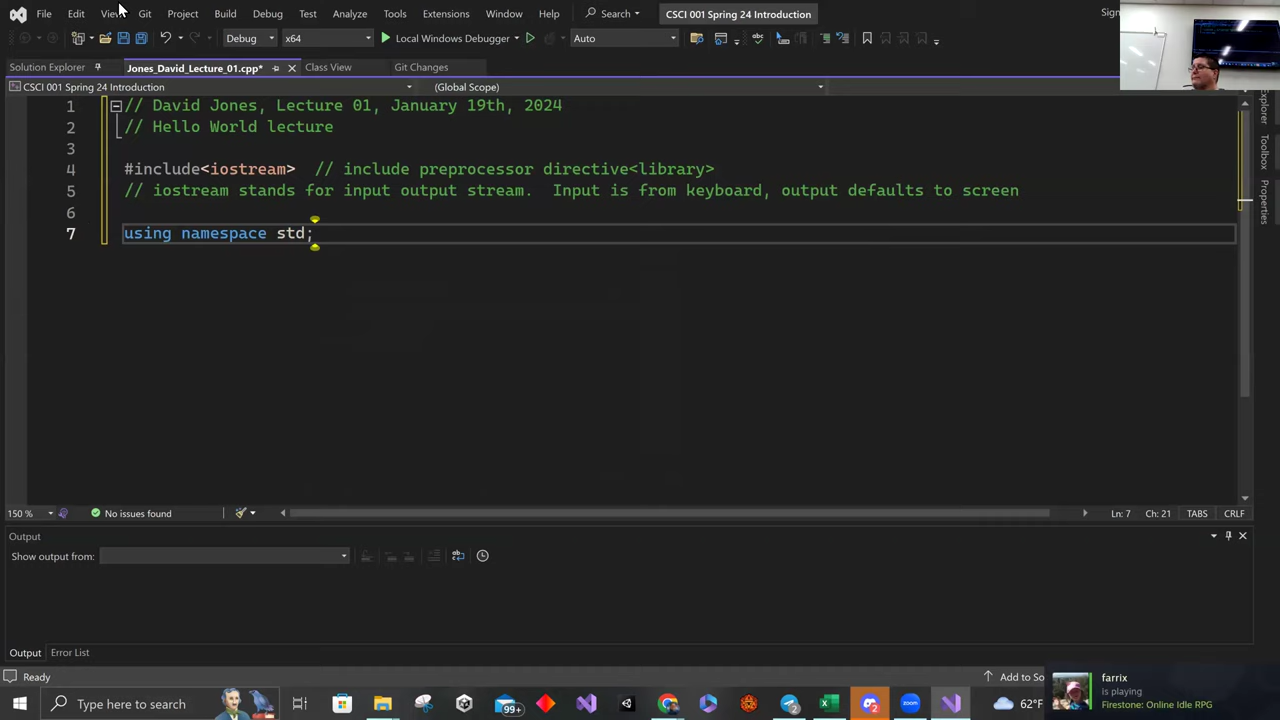 File Edit View Git Project Build Debug Test Analyze Tools Extensions Window Help Search CSCI 001 Spring 24 Introduction
Debug x64 Local Windows Debugger Auto
Solution Explorer Jones_David_Lecture_01.cpp* Class View Git Changes
CSCI 001 Spring 24 Introduction (Global Scope)
1 // David Jones, Lecture 01, January 19th, 2024
2 // Hello World lecture
3
4 #include<iostream> // include preprocessor directive<library>
5 // iostream stands for input output stream. Input is from keyboard, output defaults to screen
6
7 using namespace std;
Explorer
Toolbox
Properties
150 % No issues found Ln: 7 Ch: 21 TABS CRLF
Output
Show output from:
Output Error List
Ready Add to So
farrix
is playing
Firestone: Online Idle RPG
Type here to search 99+ 2 62°F